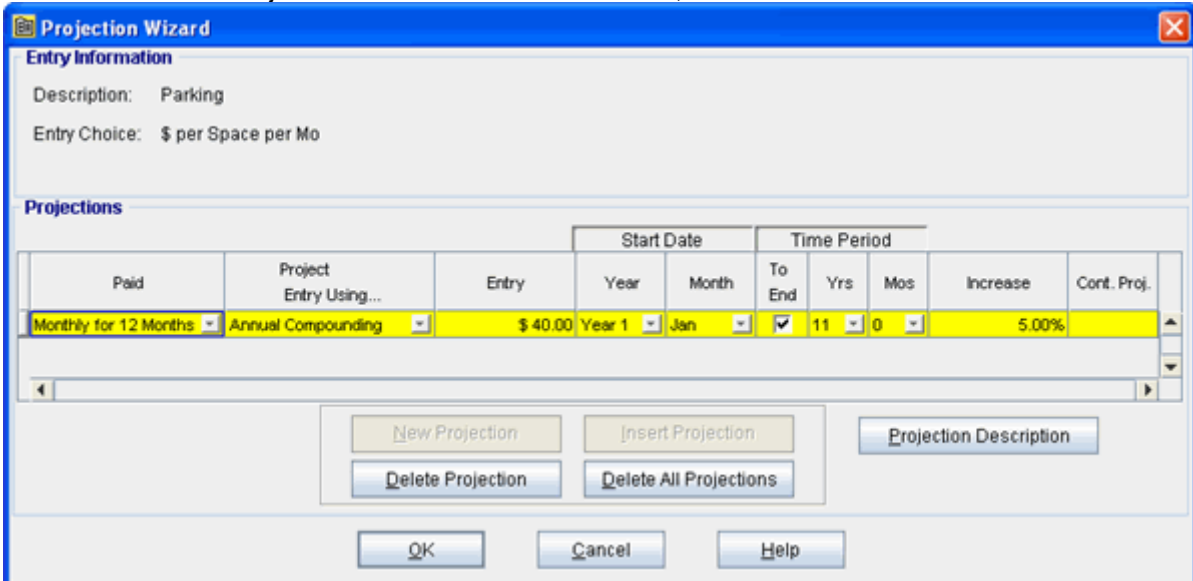 Projection Wizard
Entry Information
Description: Parking
Entry Choice: $ per Space per Mo
Projections
Start Date Time Period
Paid Project Entry Using... Entry Year Month To End Yrs Mos Increase Cont. Proj.
Monthly for 12 Months Annual Compounding $ 40.00 Year 1 Jan 11 0 5.00%
New Projection Insert Projection Projection Description
Delete Projection Delete All Projections
OK Cancel Help